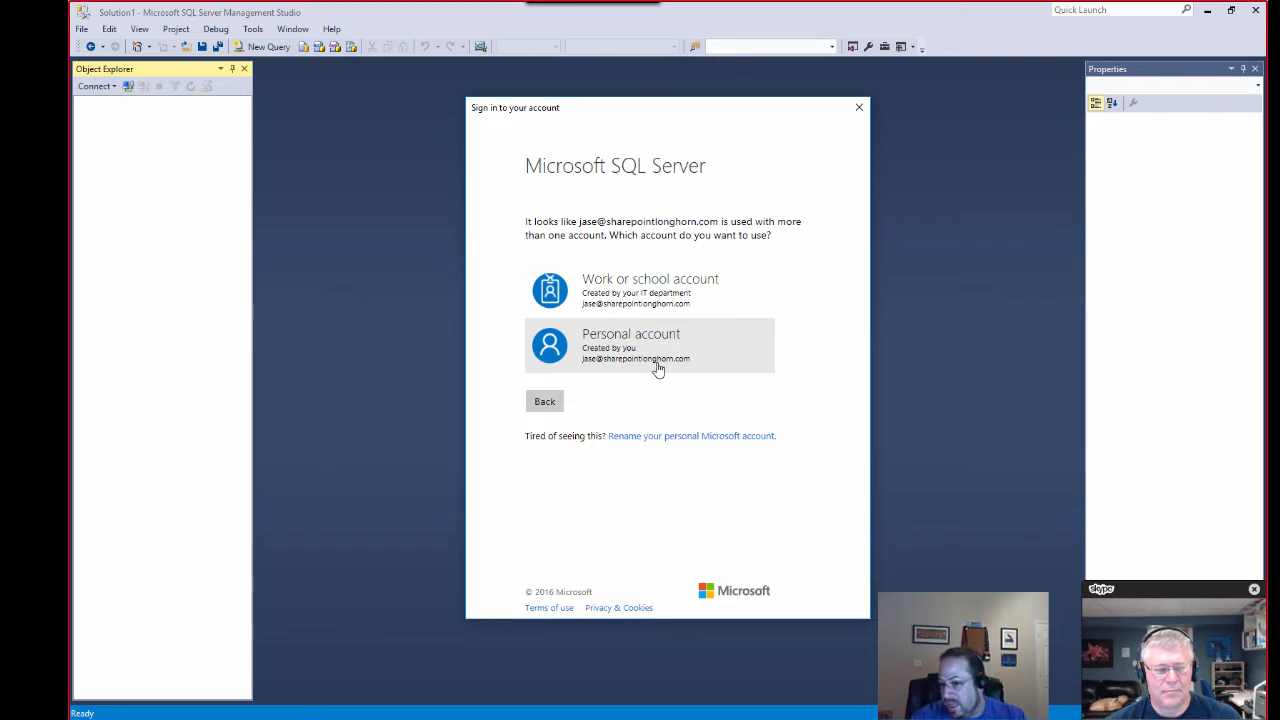 Solution1 - Microsoft SQL Server Management Studio
Quick Launch
File Edit View Project Debug Tools Window Help
New Query
Object Explorer
Properties
Connect
Sign in to your account
Microsoft SQL Server
It looks like jase@sharepointlonghorn.com is used with more
than one account. Which account do you want to use?
Work or school account
Created by your IT department
jase@sharepointlonghorn.com
Personal account
Created by you
jase@sharepointlonghorn.com
Back
Tired of seeing this? Rename your personal Microsoft account.
© 2016 Microsoft
Microsoft
Terms of use Privacy & Cookies
skype
Ready